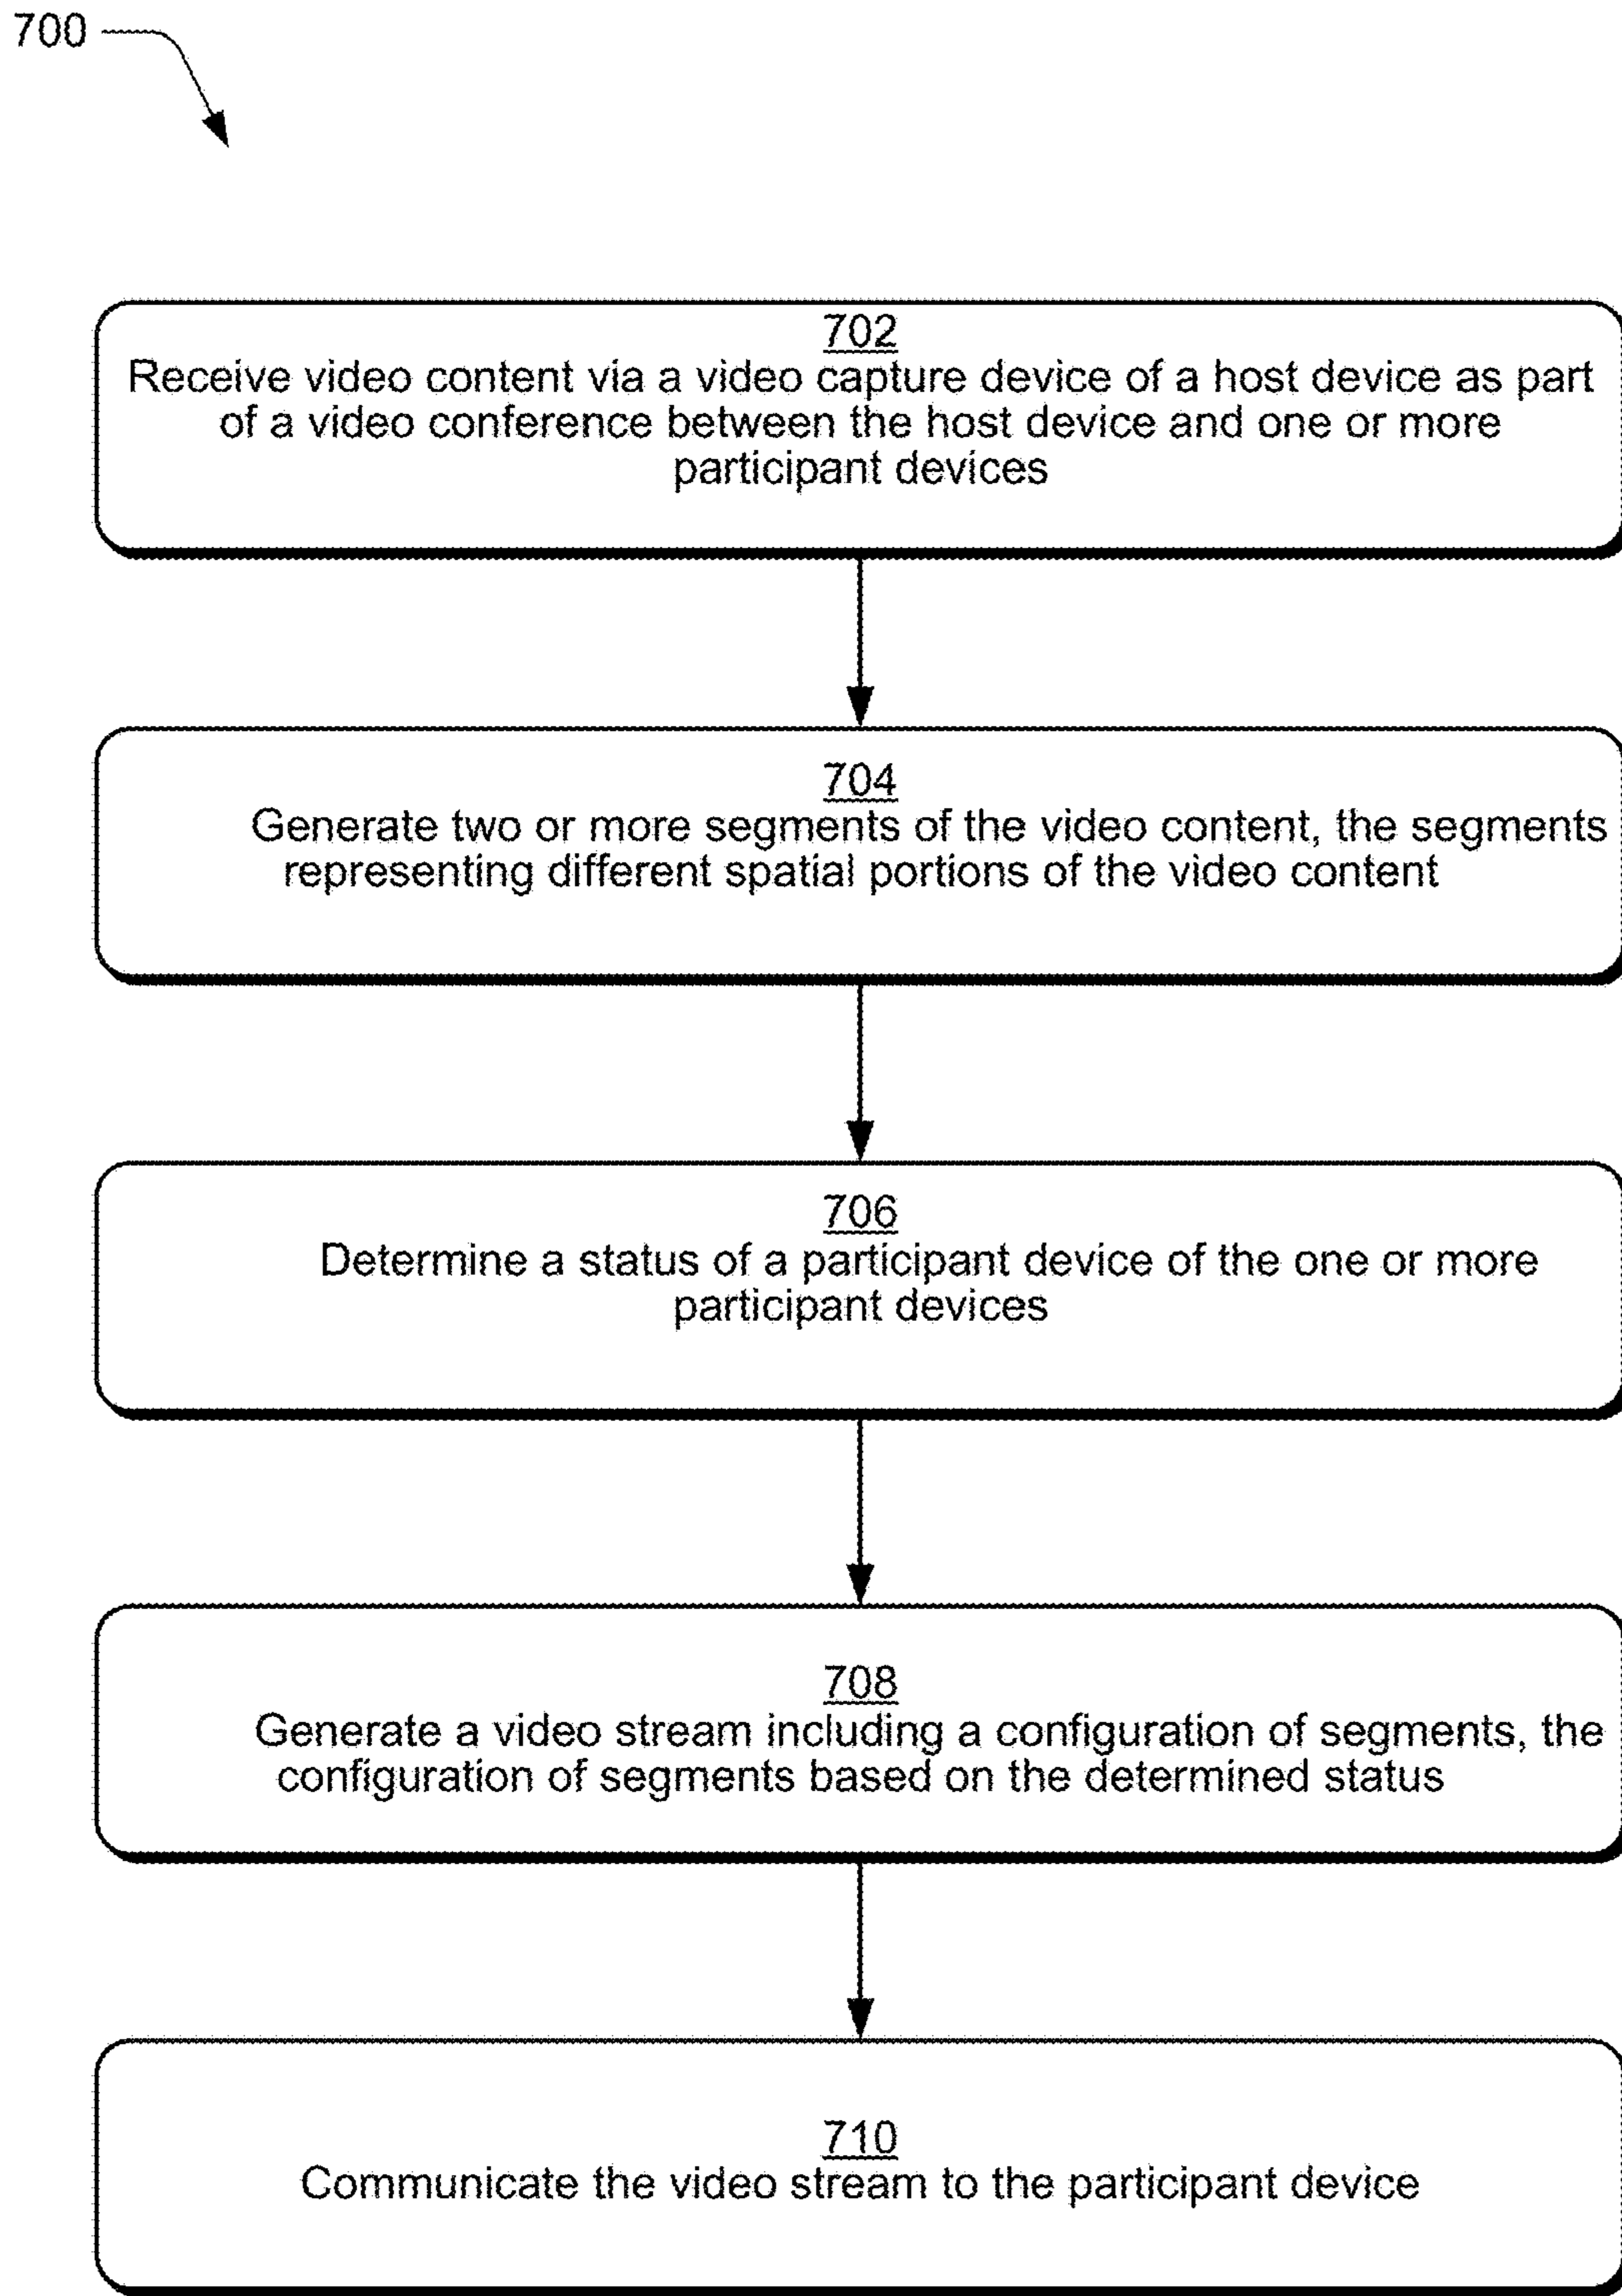 700
702
Receive video content via a video capture device of a host device as part
of a video conference between the host device and one or more
participant devices
704
Generate two or more segments of the video content, the segments
representing different spatial portions of the video content
706
Determine a status of a participant device of the one or more
participant devices
708
Generate a video stream including a configuration of segments, the
configuration of segments based on the determined status
710
Communicate the video stream to the participant device